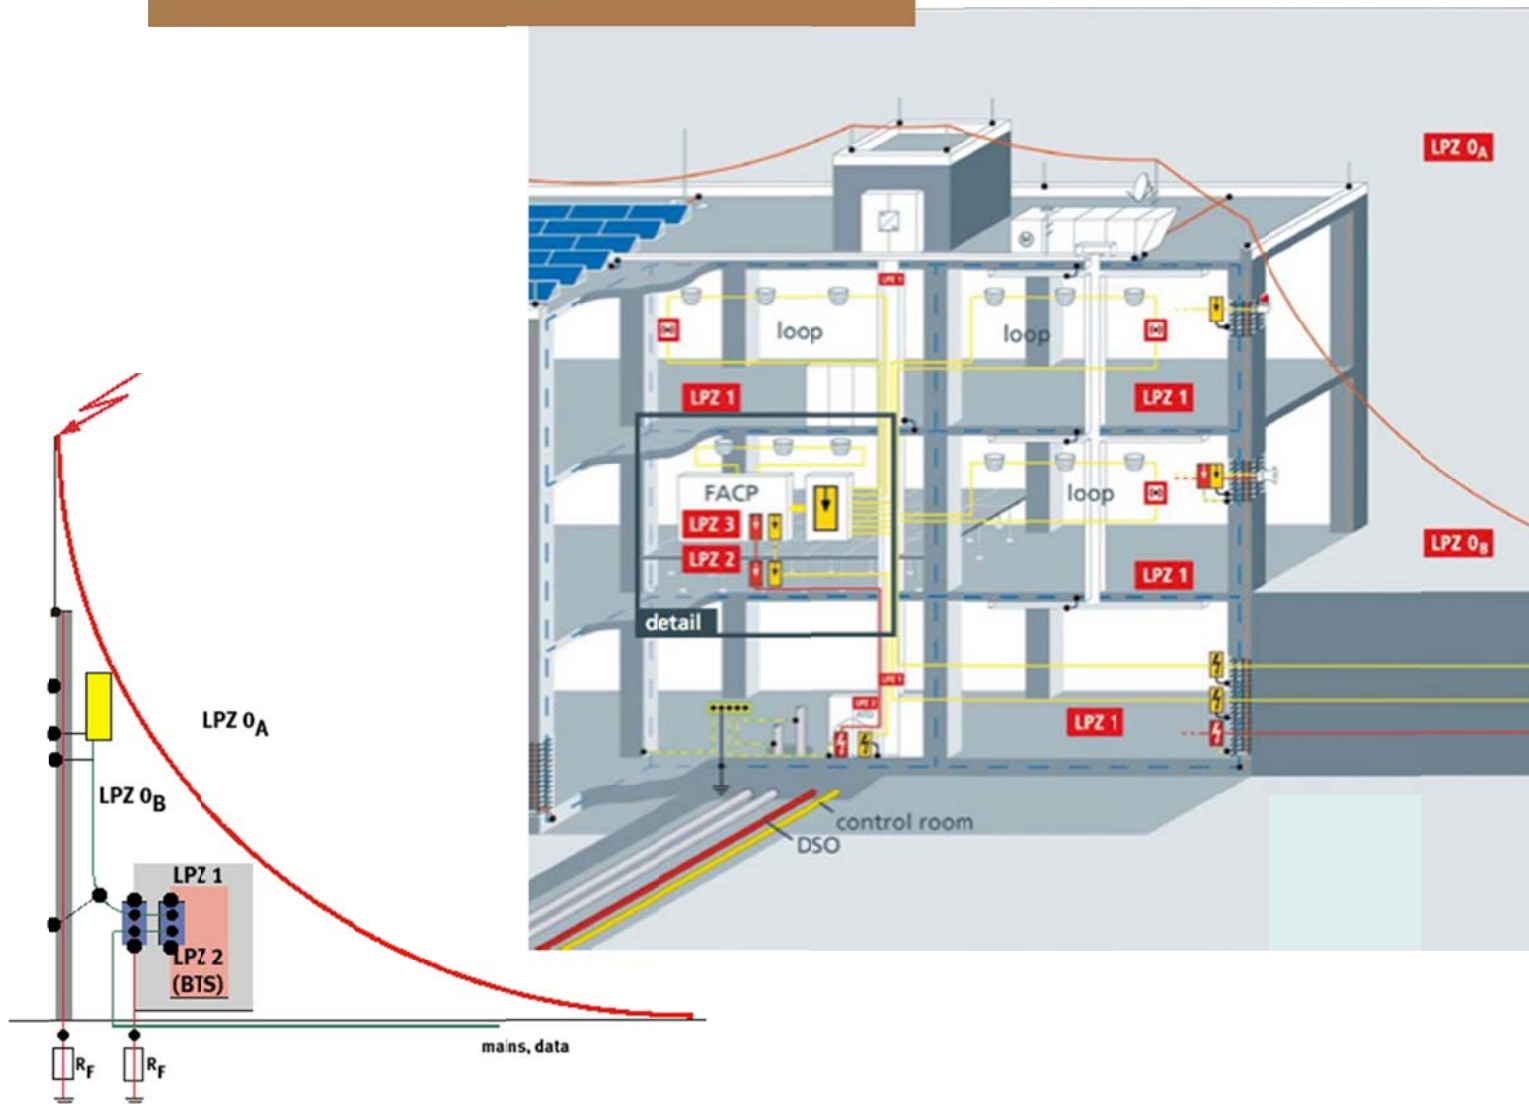 LPZ 0A
loop
loop
LPZ 1
LPZ 1
FACP
loop
LPZ 3
LPZ 2
LPZ 0B
LPZ 1
detail
LPZ 1
control room
DSO
LPZ 0A
LPZ 0B
LPZ 1
LPZ 2
(BTS)
mains, data
RF
RF